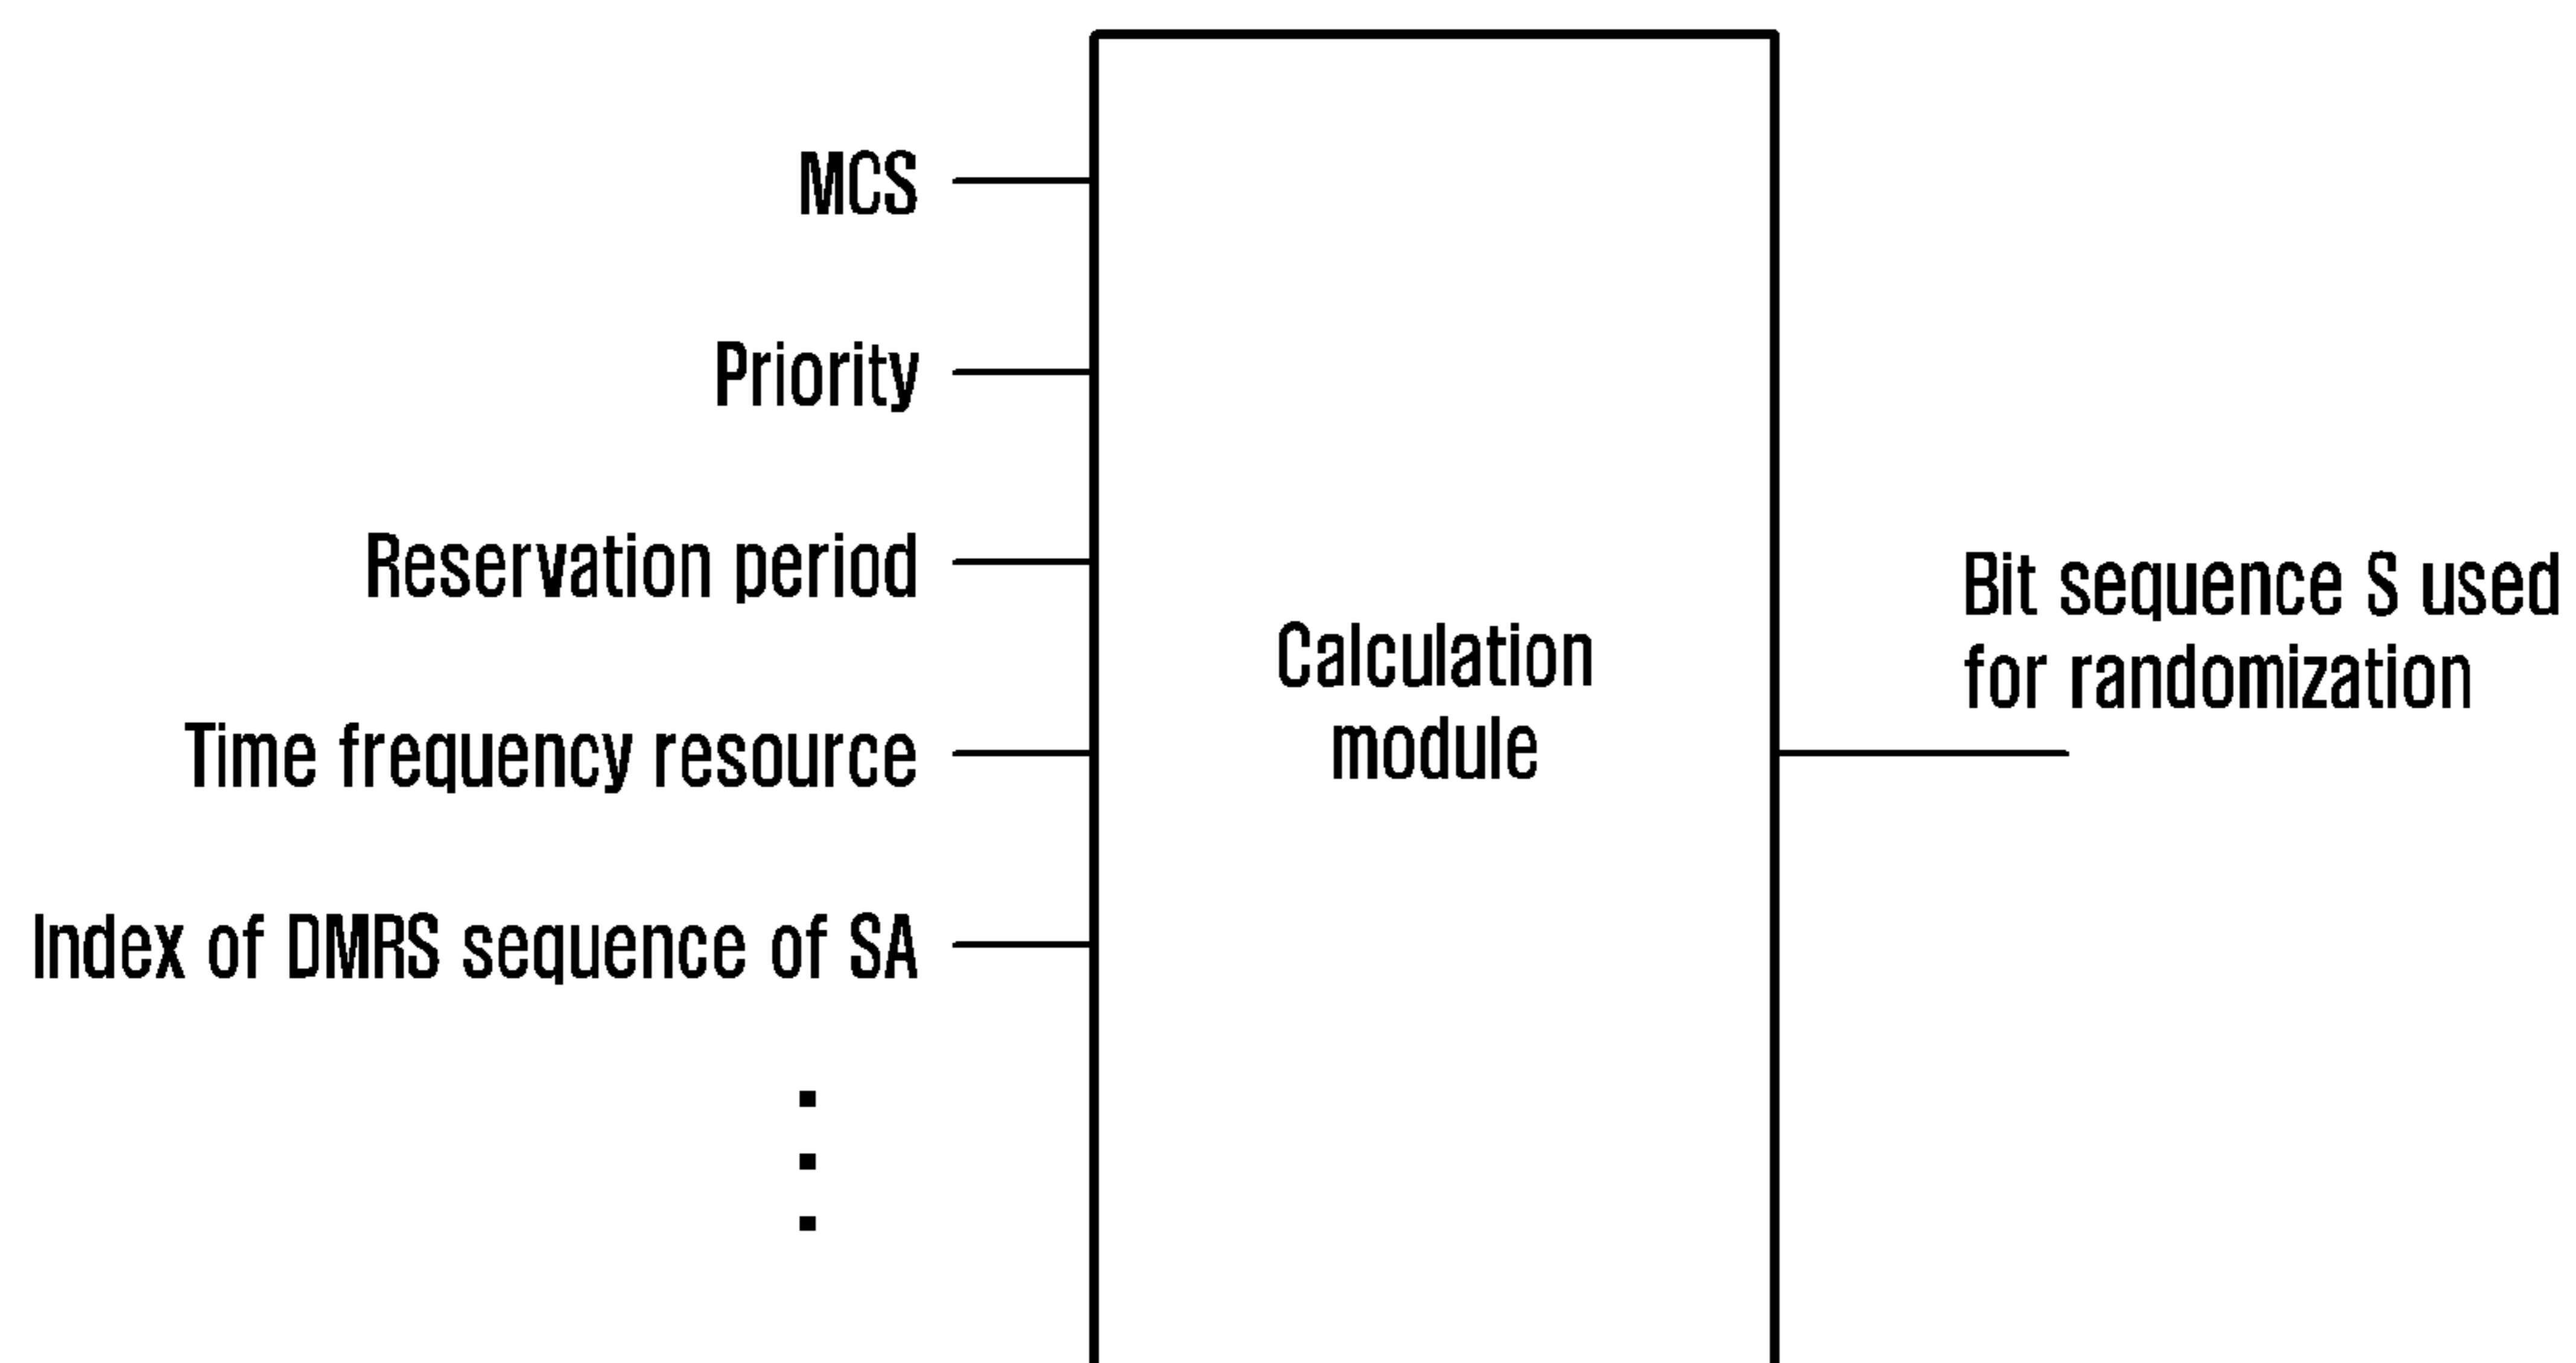 MCS
Priority
Reservation period
Time frequency resource
Index of DMRS sequence of SA
Calculation
module
Bit sequence S used
for randomization